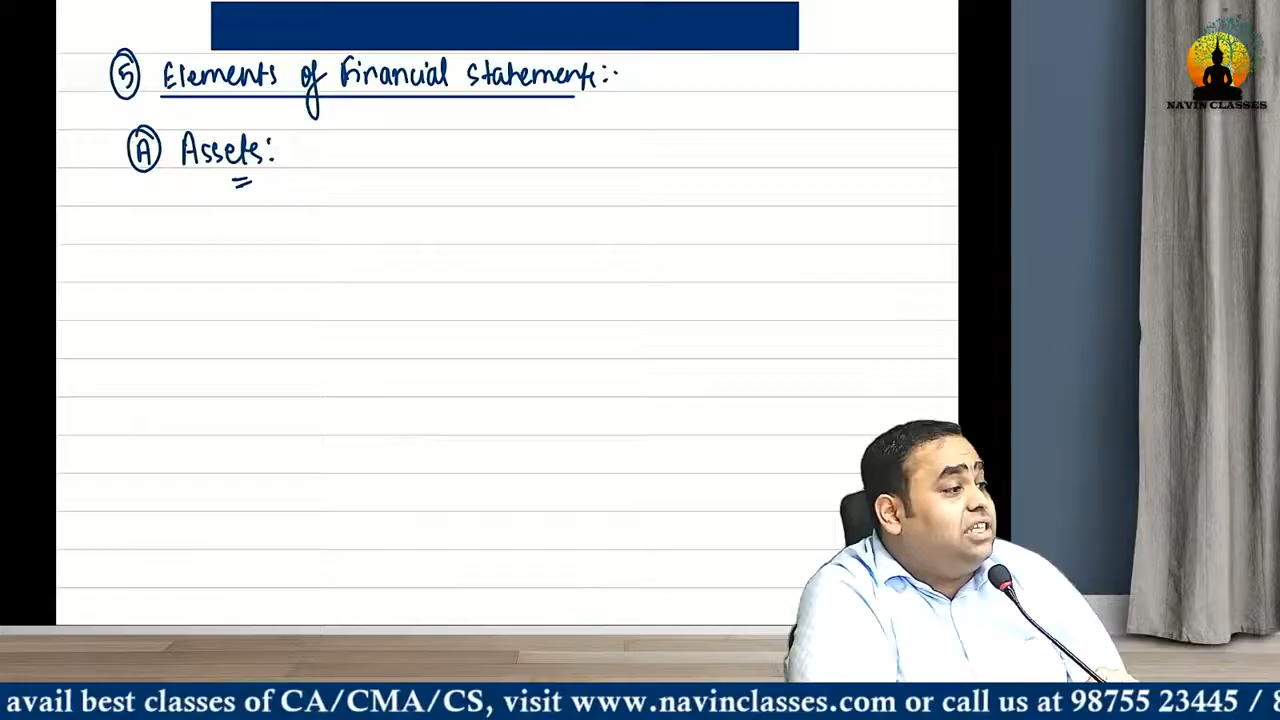 ⑤ Elements of Financial Statement:-
Ⓐ Assets:
NAVIN CLASSES
avail best classes of CA/CMA/CS, visit www.navinclasses.com or call us at 98755 23445 / 8